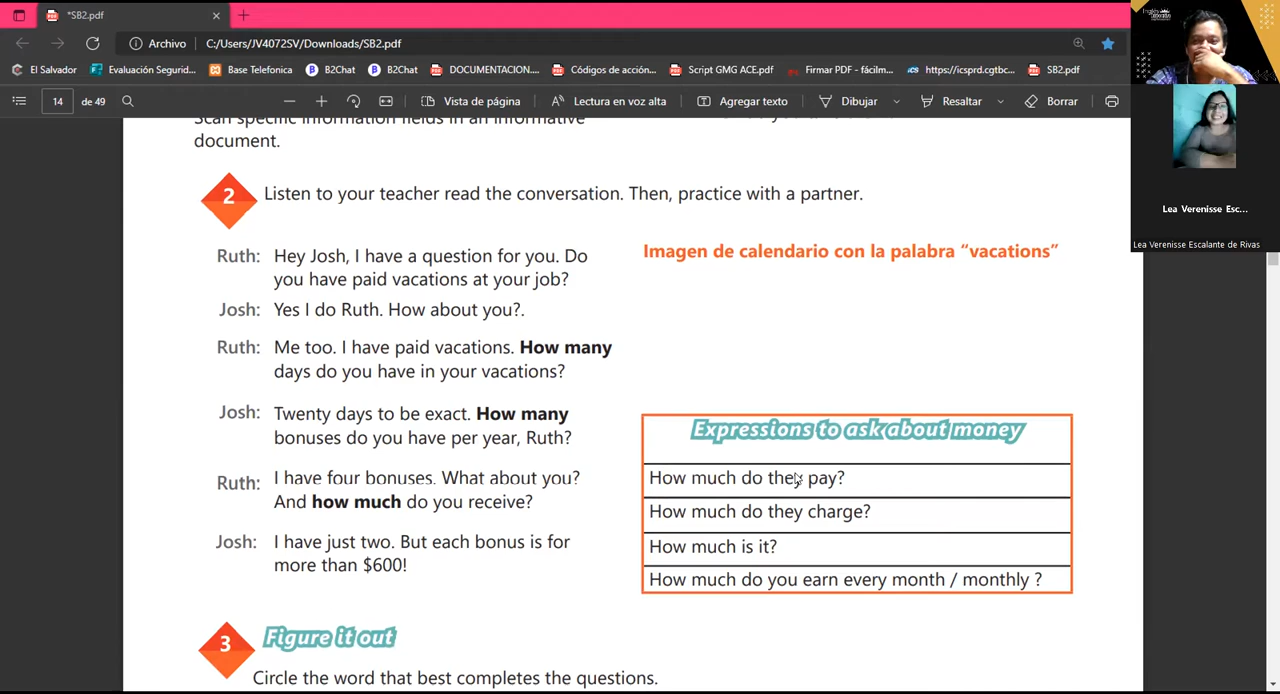 *SB2.pdf
Archivo C:/Users/JV4072SV/Downloads/SB2.pdf
El Salvador Evaluación Segurid... Base Telefonica B2Chat B2Chat DOCUMENTACION.... Códigos de acción... Script GMG ACE.pdf Firmar PDF - fácilm... https://icsprd.cgtbc... SB2.pdf
14 de 49 Vista de página Lectura en voz alta Agregar texto Dibujar Resaltar Borrar
Scan specific information fields in an informative
document.
2 Listen to your teacher read the conversation. Then, practice with a partner.
Ruth: Hey Josh, I have a question for you. Do
you have paid vacations at your job?
Josh: Yes I do Ruth. How about you?.
Ruth: Me too. I have paid vacations. How many
days do you have in your vacations?
Josh: Twenty days to be exact. How many
bonuses do you have per year, Ruth?
Ruth: I have four bonuses. What about you?
And how much do you receive?
Josh: I have just two. But each bonus is for
more than $600!
Imagen de calendario con la palabra “vacations”
Expressions to ask about money
How much do they pay?
How much do they charge?
How much is it?
How much do you earn every month / monthly ?
3 Figure it out
Circle the word that best completes the questions.
Lea Verenisse Esc...
Lea Verenisse Escalante de Rivas